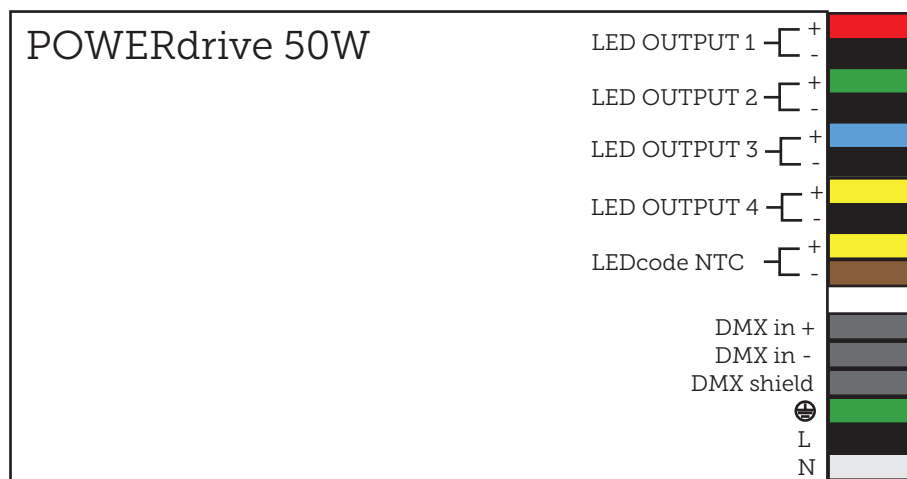 POWERdrive 50W
LED OUTPUT 1 + -
LED OUTPUT 2 + -
LED OUTPUT 3 + -
LED OUTPUT 4 + -
LEDcode NTC + -
DMX in +
DMX in -
DMX shield
L
N